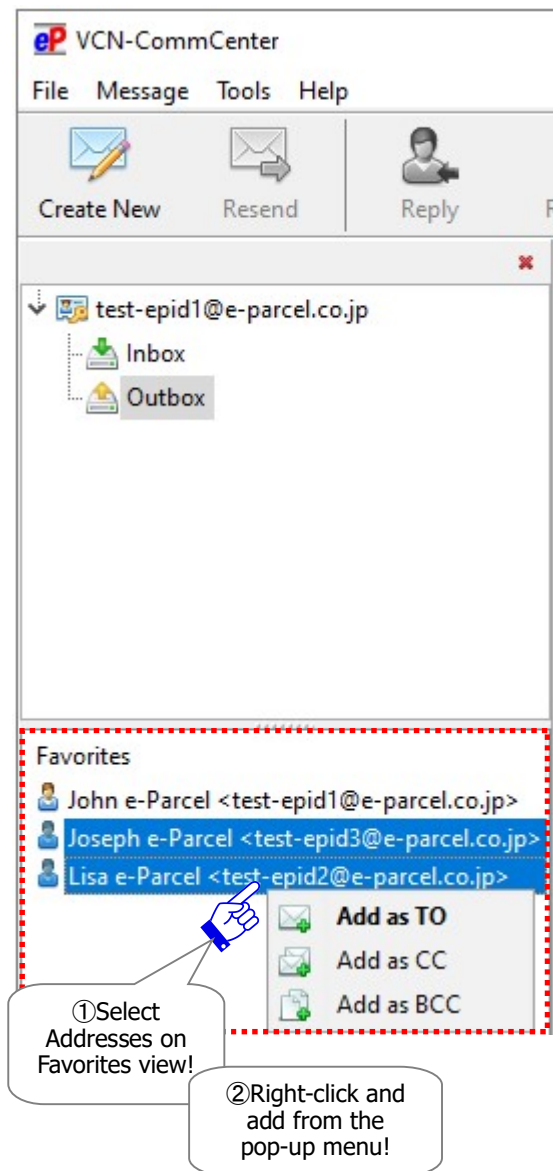 eP VCN-CommCenter
File Message Tools Help
Create New Resend Reply
test-epid1@e-parcel.co.jp
Inbox
Outbox
Favorites
John e-Parcel <test-epid1@e-parcel.co.jp>
Joseph e-Parcel <test-epid3@e-parcel.co.jp>
Lisa e-Parcel <test-epid2@e-parcel.co.jp>
Add as TO
Add as CC
Add as BCC
①Select
Addresses on
Favorites view!
②Right-click and
add from the
pop-up menu!